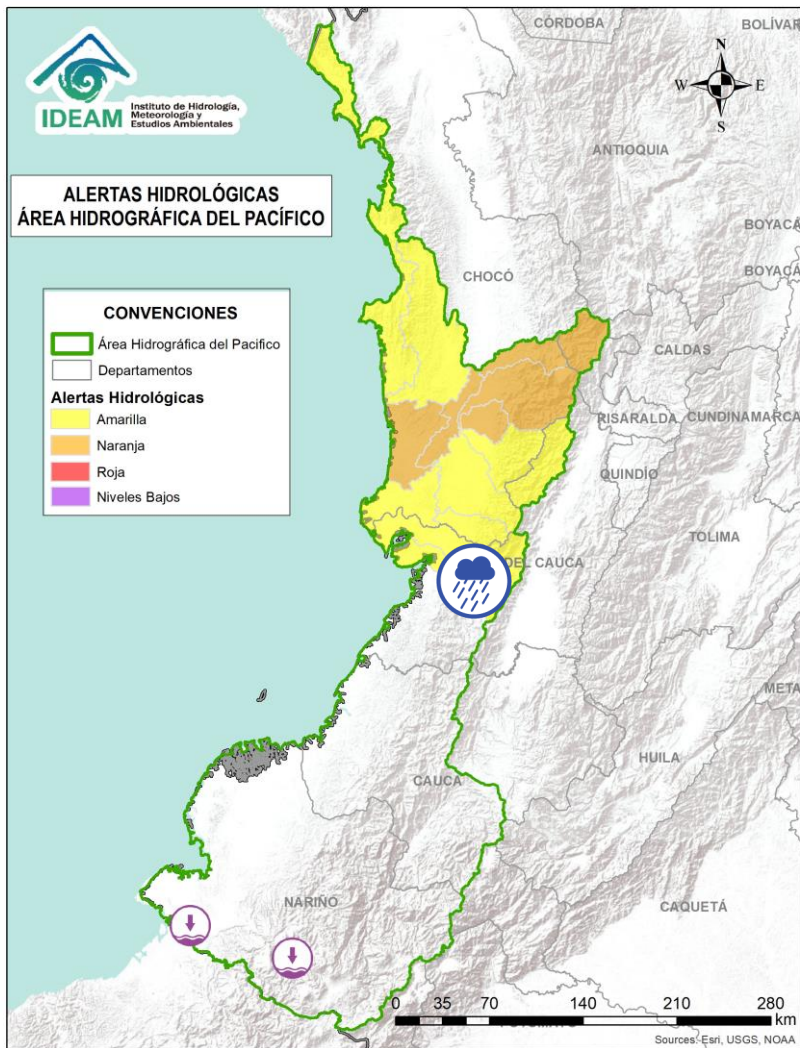 CÓRDOBA
BOLÍVAR
IDEAM
Instituto de Hidrología,
Meteorología y
Estudios Ambientales
N
W
E
S
ANTIOQUIA
ALERTAS HIDROLÓGICAS
ÁREA HIDROGRÁFICA DEL PACÍFICO
BOYACÁ
BOYACÁ
CHOCÓ
CONVENCIONES
Área Hidrográfica del Pacifico
Departamentos
Alertas Hidrológicas
Amarilla
Naranja
Roja
Niveles Bajos
CALDAS
RISARALDA
CUNDINAMARCA
QUINDÍO
TOLIMA
DEL CAUCA
META
HUILA
CAUCA
NARIÑO
CAQUETÁ
0 35 70 140 210 280
km
Sources: Esri, USGS, NOAA